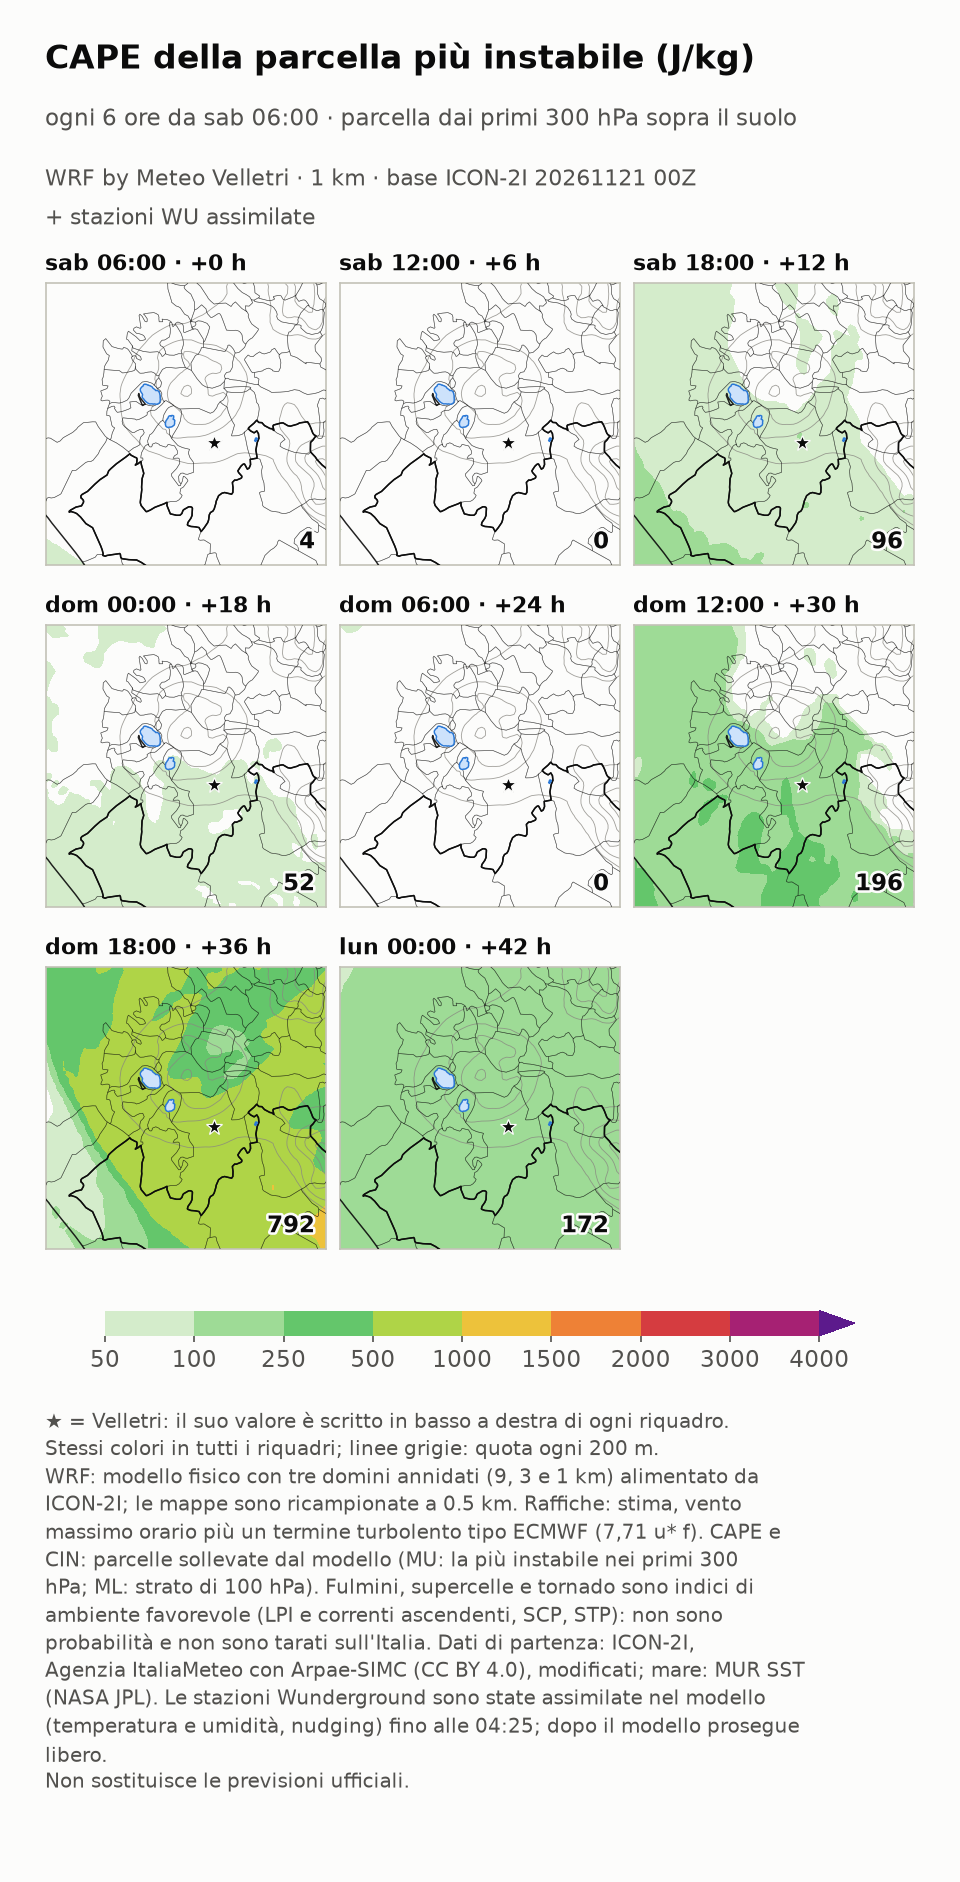 CAPE della parcella più instabile (J/kg)
ogni 6 ore da sab 06:00 · parcella dai primi 300 hPa sopra il suolo
WRF by Meteo Velletri · 1 km · base ICON-2I 20261121 00Z
+ stazioni WU assimilate
sab 06:00 · +0 h
sab 12:00 · +6 h
sab 18:00 · +12 h
4
0
96
dom 00:00 · +18 h
dom 06:00 · +24 h
dom 12:00 · +30 h
52
0
196
dom 18:00 · +36 h
lun 00:00 · +42 h
792
172
50 100 250 500 1000 1500 2000 3000 4000
★ = Velletri: il suo valore è scritto in basso a destra di ogni riquadro.
Stessi colori in tutti i riquadri; linee grigie: quota ogni 200 m.
WRF: modello fisico con tre domini annidati (9, 3 e 1 km) alimentato da
ICON-2I; le mappe sono ricampionate a 0.5 km. Raffiche: stima, vento
massimo orario più un termine turbolento tipo ECMWF (7,71 u* f). CAPE e
CIN: parcelle sollevate dal modello (MU: la più instabile nei primi 300
hPa; ML: strato di 100 hPa). Fulmini, supercelle e tornado sono indici di
ambiente favorevole (LPI e correnti ascendenti, SCP, STP): non sono
probabilità e non sono tarati sull'Italia. Dati di partenza: ICON-2I,
Agenzia ItaliaMeteo con Arpae-SIMC (CC BY 4.0), modificati; mare: MUR SST
(NASA JPL). Le stazioni Wunderground sono state assimilate nel modello
(temperatura e umidità, nudging) fino alle 04:25; dopo il modello prosegue
libero.
Non sostituisce le previsioni ufficiali.